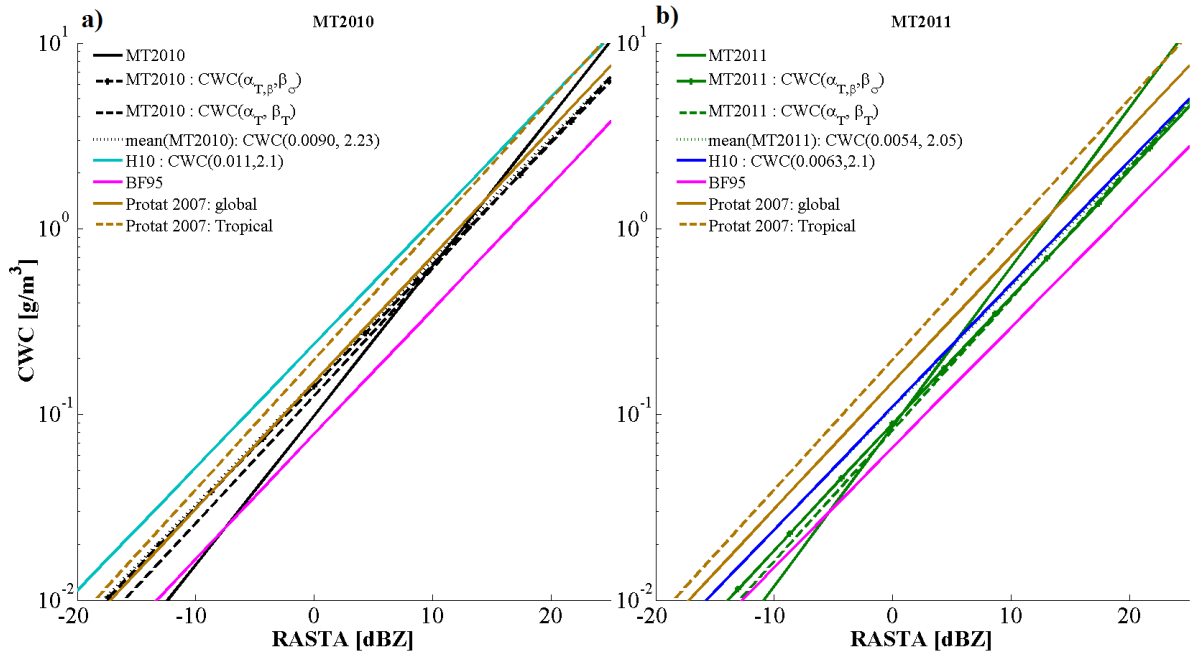 a)
MT2010
CWC [g/m³]
10¹
10⁰
10⁻¹
10⁻²
MT2010
MT2010 : CWC(α_T,β,β_σ)
MT2010 : CWC(α_T, β_T)
mean(MT2010): CWC(0.0090, 2.23)
H10 : CWC(0.011,2.1)
BF95
Protat 2007: global
Protat 2007: Tropical
-20 -10 0 10 20
RASTA [dBZ]
b)
MT2011
10¹
10⁰
10⁻¹
10⁻²
MT2011
MT2011 : CWC(α_T,β,β_σ)
MT2011 : CWC(α_T, β_T)
mean(MT2011): CWC(0.0054, 2.05)
H10 : CWC(0.0063,2.1)
BF95
Protat 2007: global
Protat 2007: Tropical
-20 -10 0 10 20
RASTA [dBZ]